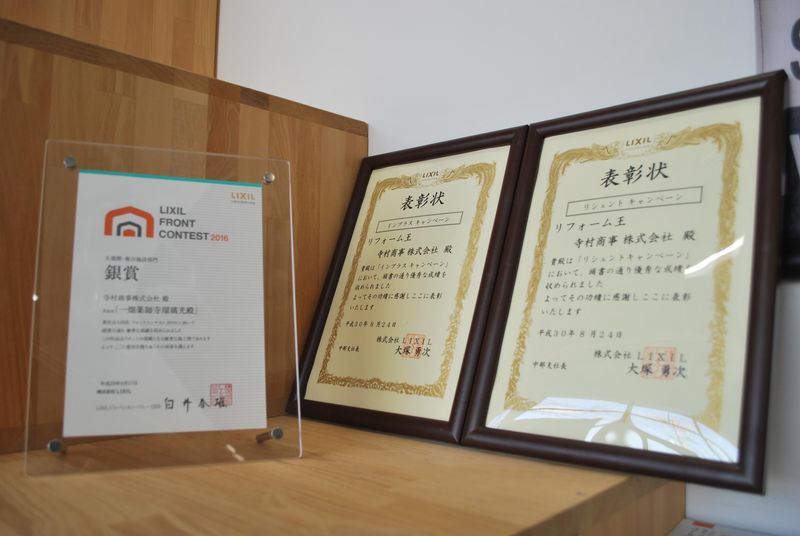 LIXIL
LIXIL
FRONT
CONTEST 2016
銀賞
寺村商事株式会社 殿
「一畑薬師寺瑠璃光殿」
LIXIL
表彰状
インプラス キャンペーン
リフォーム王
寺村商事 株式会社 殿
貴殿は「インプラス キャンペーン」
において、頭書の通り優秀な成績を
収められました
よってその功績に感謝しここに表彰
いたします
平成30年8月24日
株式会社 LIXIL
中部支社長 大塚 勇次
LIXIL
表彰状
リシェント キャンペーン
リフォーム王
寺村商事 株式会社 殿
貴殿は「リシェントキャンペーン」
において、頭書の通り優秀な成績を
収められました
よってその功績に感謝しここに表彰
いたします
平成30年8月24日
株式会社 LIXIL
中部支社長 大塚 勇次